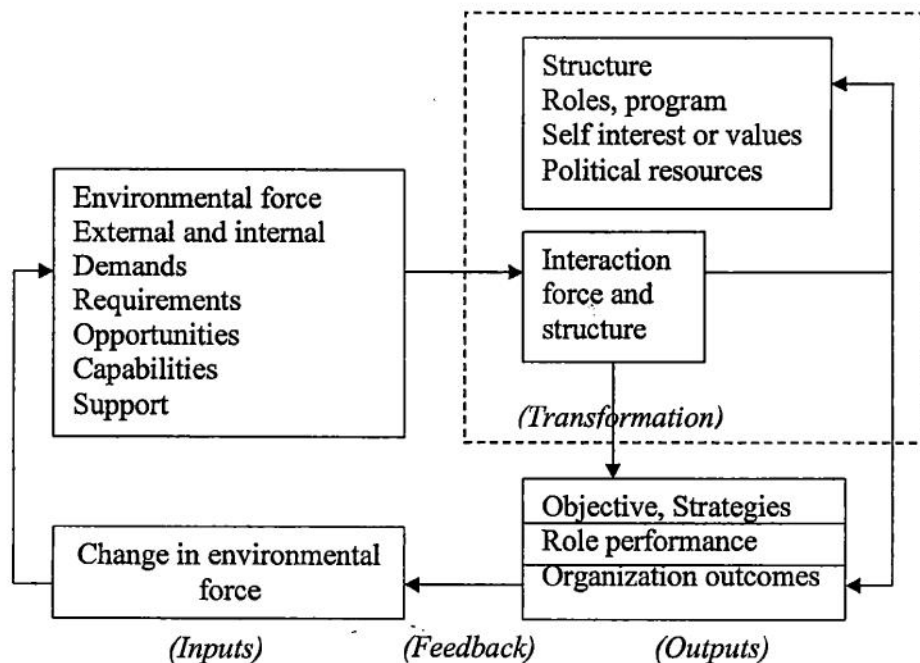 Structure
Roles, program
Self interest or values
Political resources
Environmental force
External and internal
Demands
Requirements
Opportunities
Capabilities
Support
Interaction
force and
structure
(Transformation)
Objective, Strategies
Role performance
Organization outcomes
Change in environmental
force
(Inputs)
(Feedback)
(Outputs)